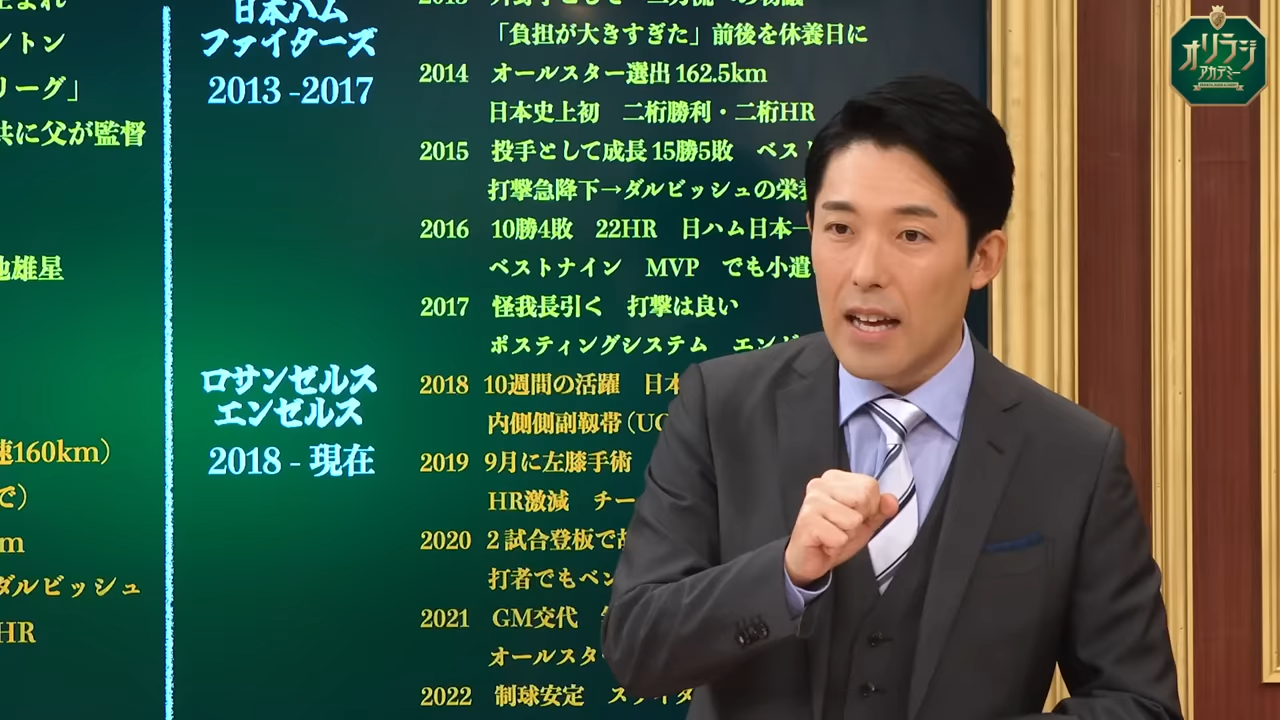 ントン
リーグ」
共に父が監督
地雄星
速160km）
で）
m
ダルビッシュ
HR
日本ハム
ファイターズ
2013 -2017
ロサンゼルス
エンゼルス
2018 - 現在
「負担が大きすぎた」前後を休養日に
2014 オールスター選出 162.5km
日本史上初 二桁勝利・二桁HR
2015 投手として成長 15勝5敗 ベスト
打撃急降下→ダルビッシュの栄養
2016 10勝4敗 22HR 日ハム日本一
ベストナイン MVP でも小遣
2017 怪我長引く 打撃は良い
ポスティングシステム エンゼ
2018 10週間の活躍 日本
内側側副靱帯（UC
2019 9月に左膝手術
HR激減 チー
2020 2試合登板で
打者でもベン
2021 GM交代
オールスタ
2022 制球安定 スライダ
オリラジ
アカデミー